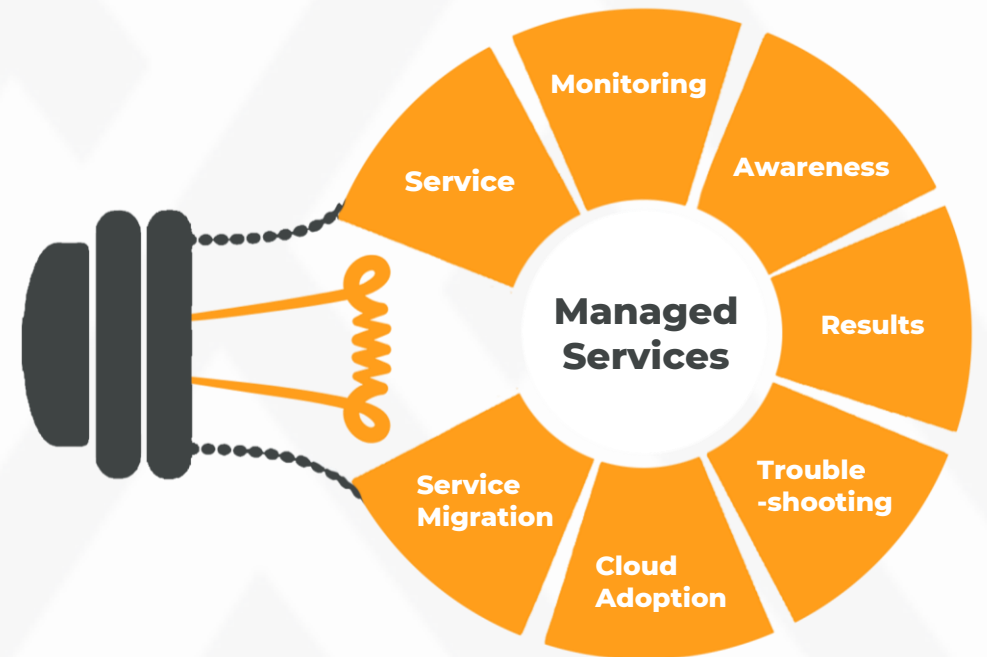 Monitoring
Awareness
Service
Managed
Services
Results
Trouble
-shooting
Service
Migration
Cloud
Adoption